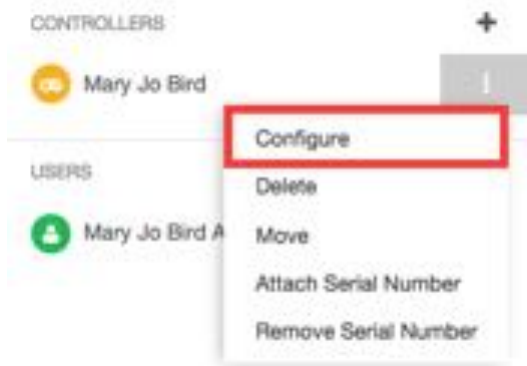 CONTROLLERS +
Mary Jo Bird
Configure
USERS
Delete
Mary Jo Bird A
Move
Attach Serial Number
Remove Serial Number